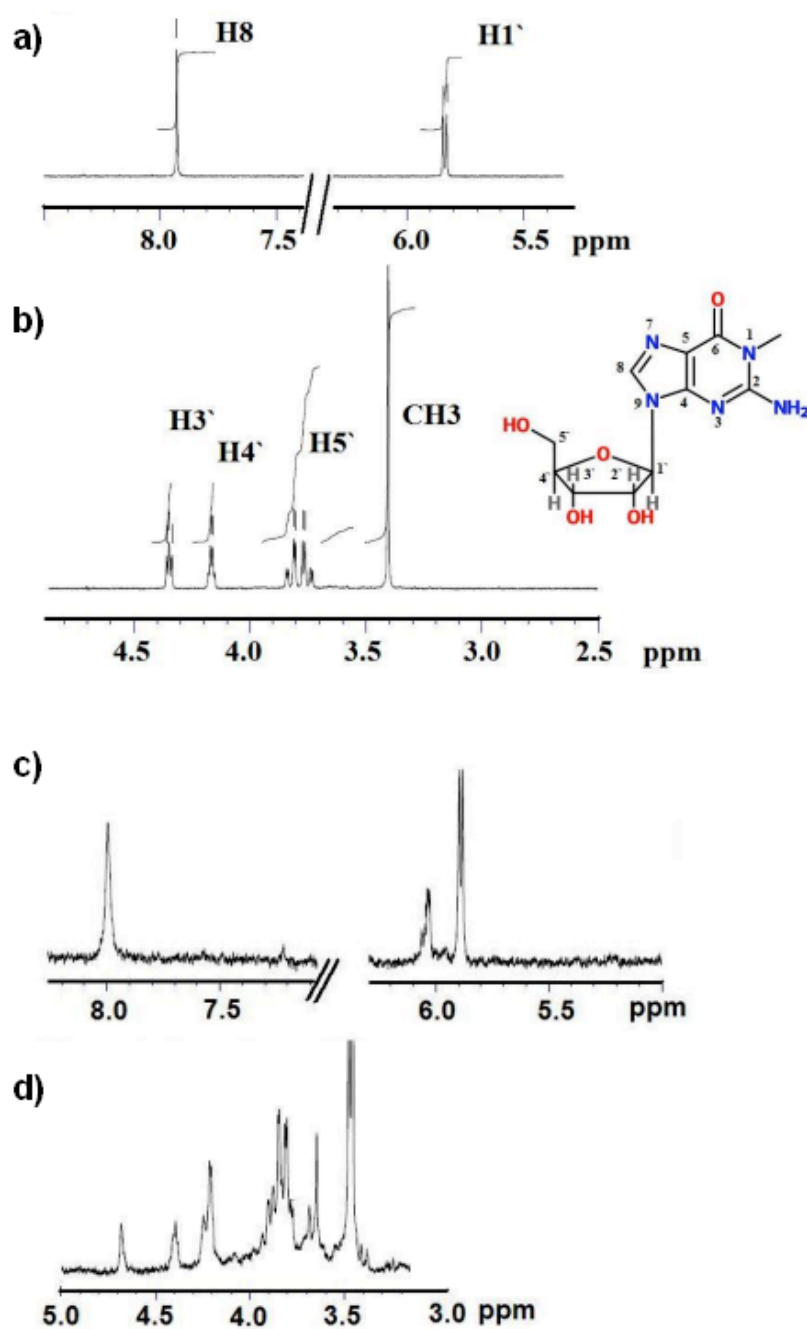 a)
H8
H1`
8.0 7.5 6.0 5.5 ppm
b)
H3`
H4`
H5`
CH3
4.5 4.0 3.5 3.0 2.5 ppm
O
7 N 5 6 1 N
8 2
9 N 4 N 3 NH2
HO 5`
O
4` H 3` 2` H 1`
H H
OH OH
c)
8.0 7.5 6.0 5.5 ppm
d)
5.0 4.5 4.0 3.5 3.0 ppm